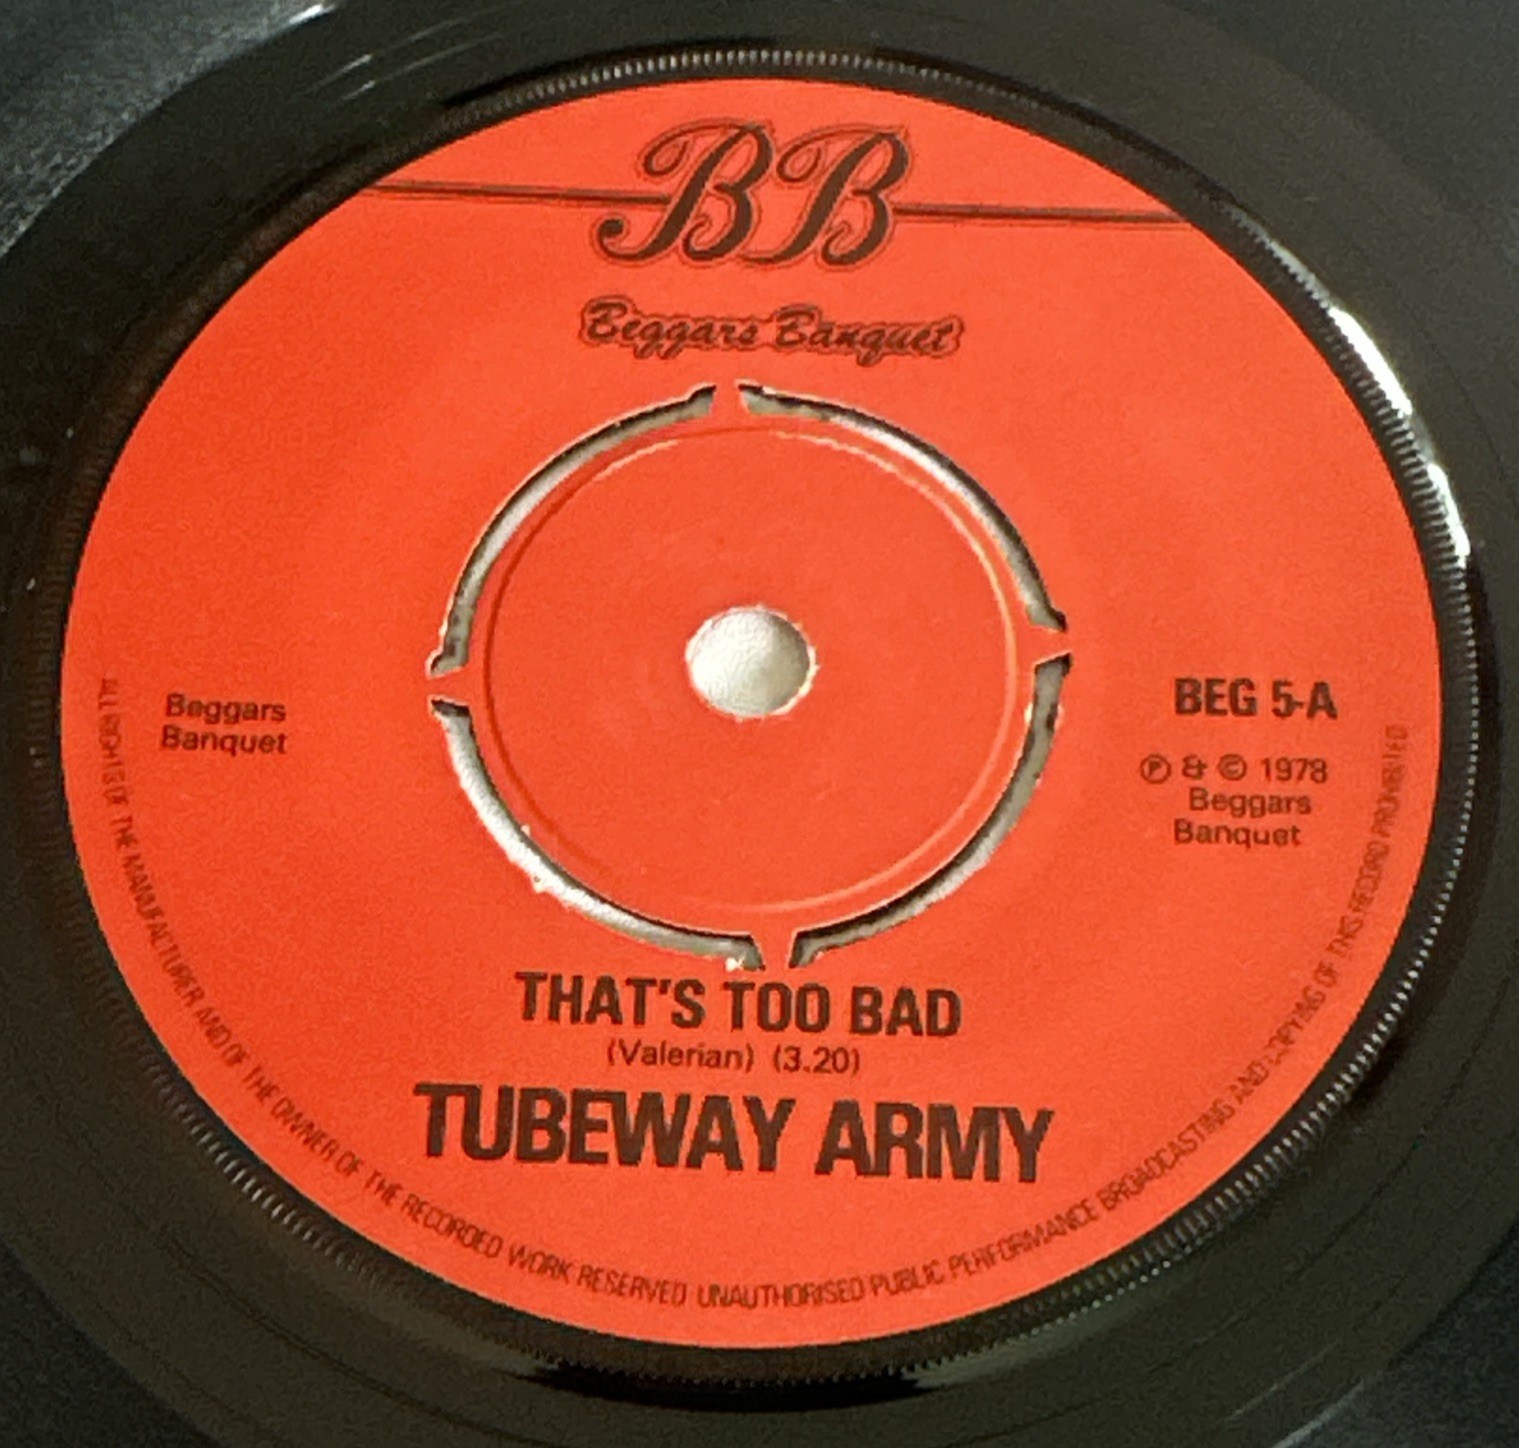 BB
Beggars Banquet
Beggars
Banquet
BEG 5-A
℗ & © 1978
Beggars
Banquet
THAT'S TOO BAD
(Valerian) (3.20)
TUBEWAY ARMY
ALL RIGHTS OF THE MANUFACTURER AND OF THE OWNER OF THE RECORDED WORK RESERVED UNAUTHORISED PUBLIC PERFORMANCE BROADCASTING AND COPYING OF THIS RECORD PROHIBITED